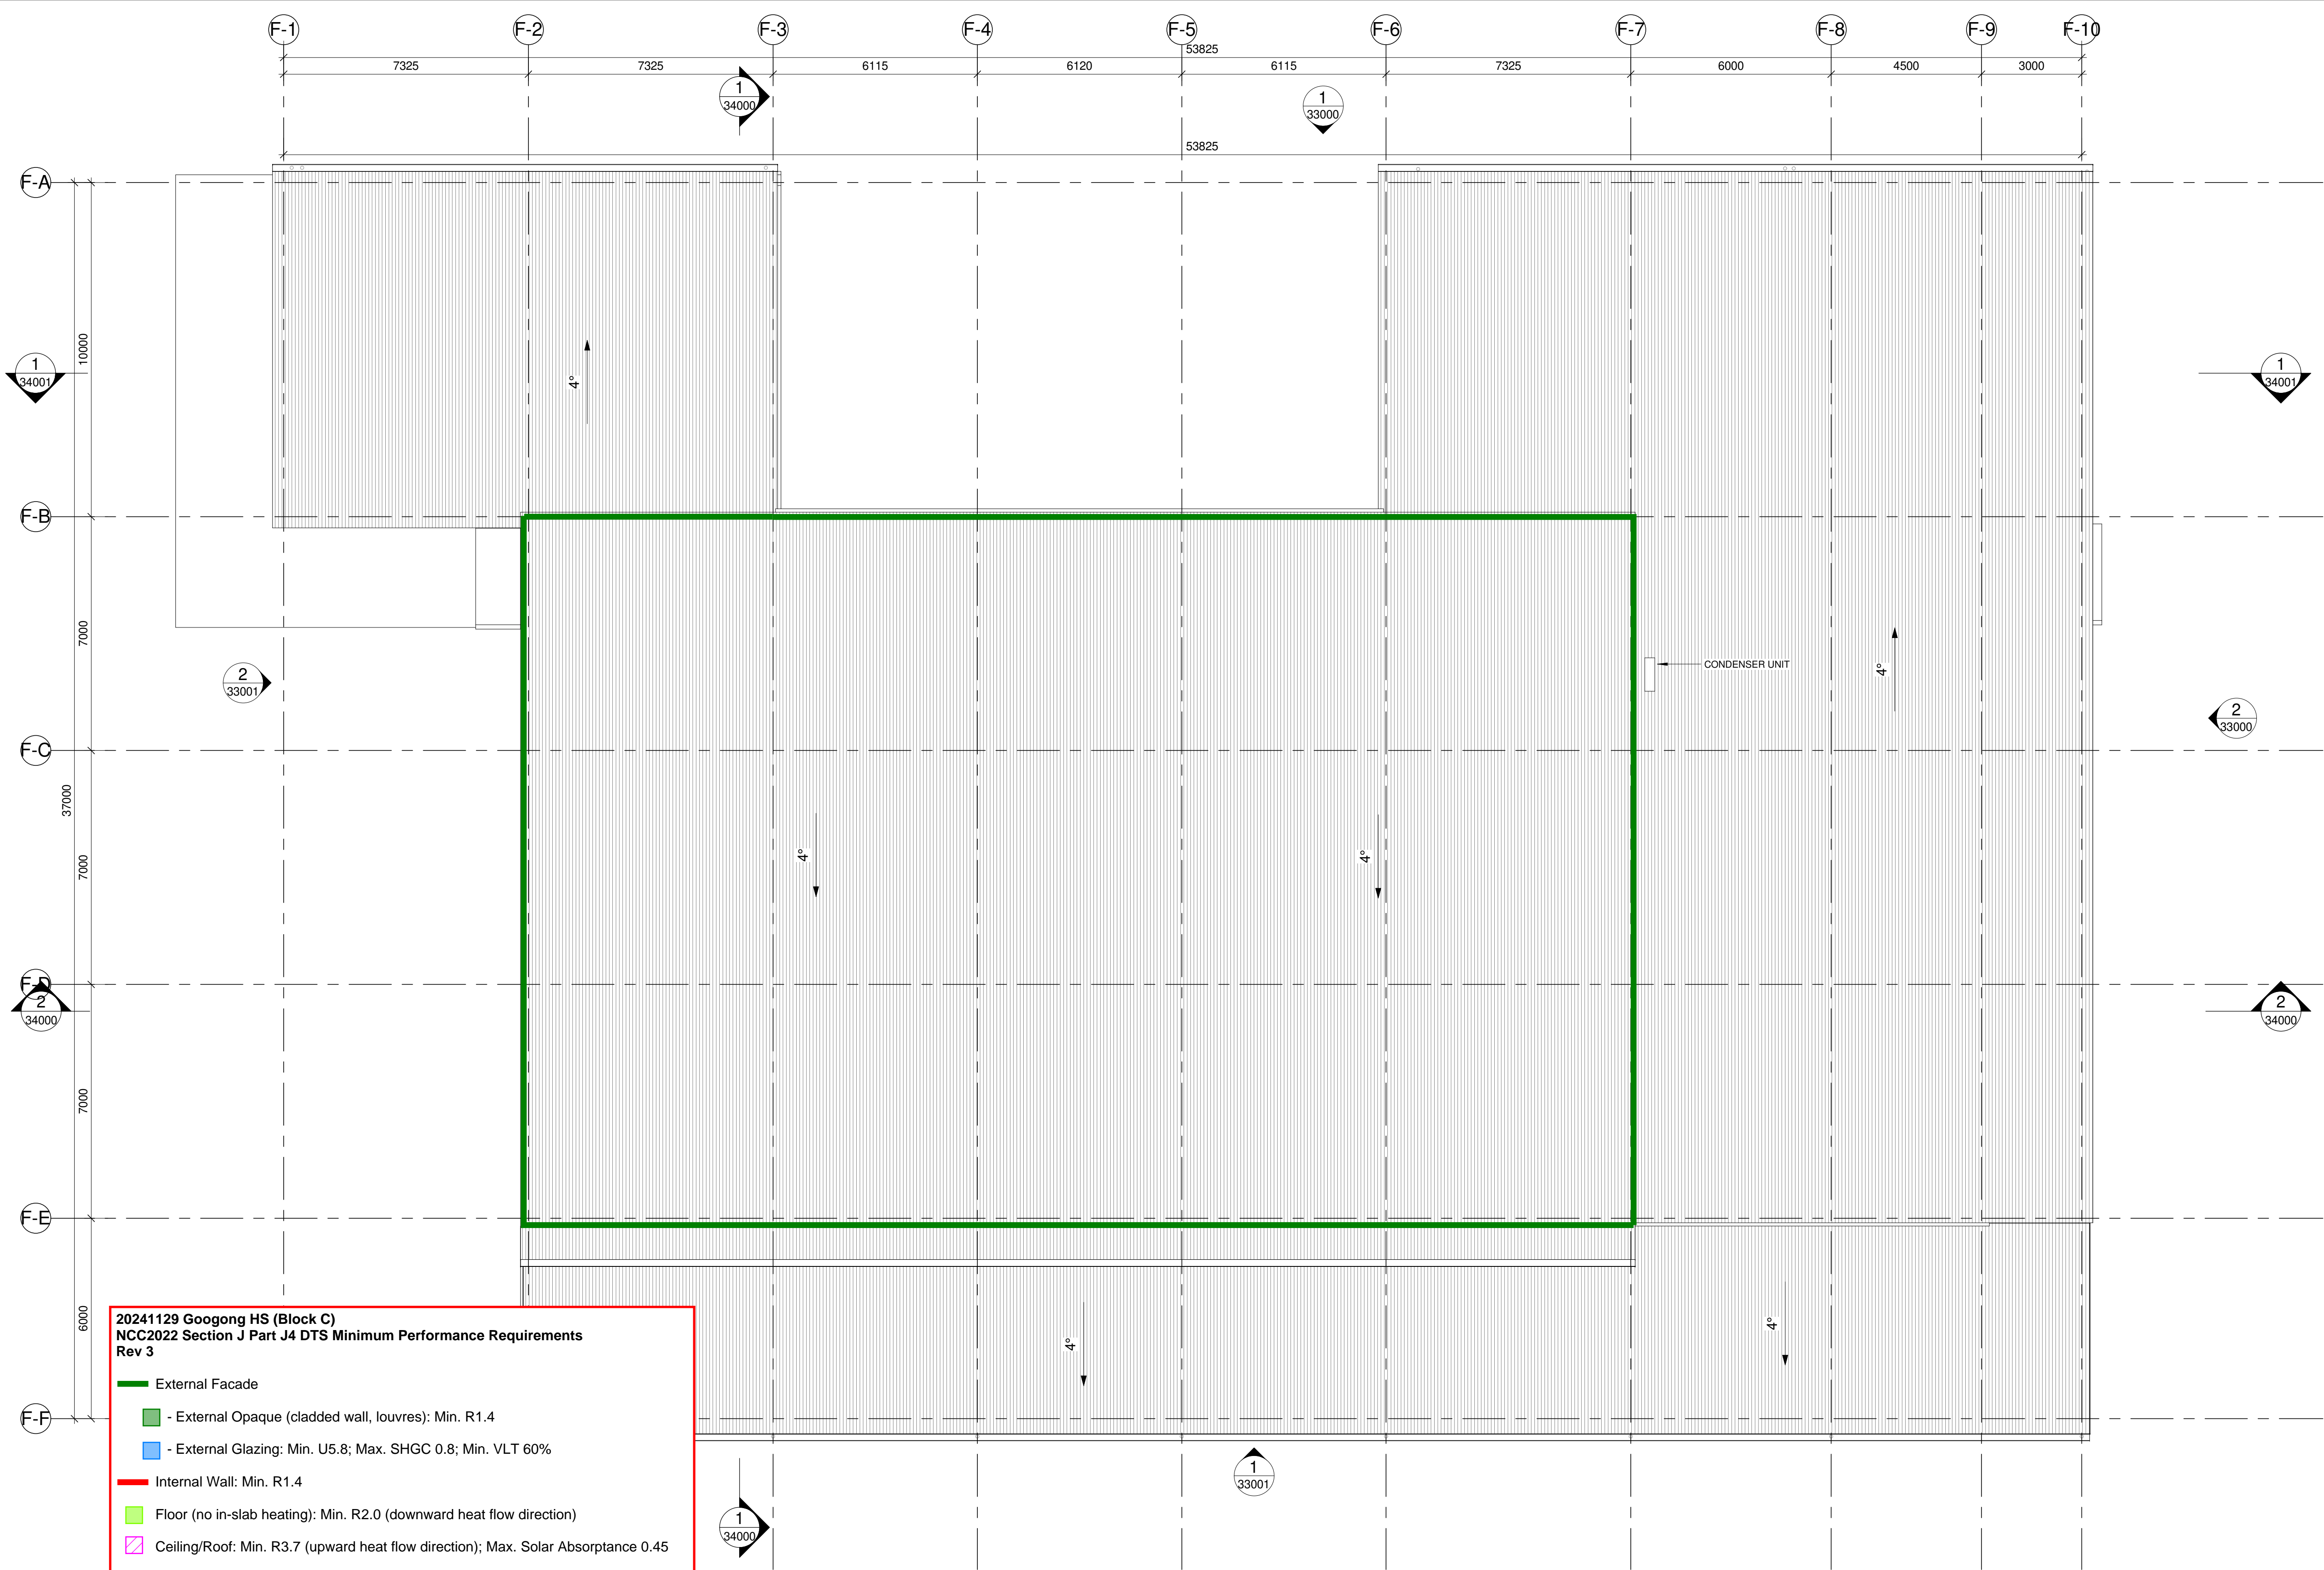 F-1 F-2 F-3 F-4 F-5 F-6 F-7 F-8 F-9 F-10
53825
7325 7325 6115 6120 6115 7325 6000 4500 3000
1
34000
1
33000
53825
F-A
10000
1
34001
1
34001
4°
F-B
7000
2
33001
CONDENSER UNIT
4°
2
33000
F-C
37000
7000
4°
4°
F-D
2
34000
2
34000
7000
F-E
6000
4°
4°
F-F
20241129 Googong HS (Block C)
NCC2022 Section J Part J4 DTS Minimum Performance Requirements
Rev 3
External Facade
- External Opaque (cladded wall, louvres): Min. R1.4
- External Glazing: Min. U5.8; Max. SHGC 0.8; Min. VLT 60%
Internal Wall: Min. R1.4
Floor (no in-slab heating): Min. R2.0 (downward heat flow direction)
Ceiling/Roof: Min. R3.7 (upward heat flow direction); Max. Solar Absorptance 0.45
1
33001
1
34000